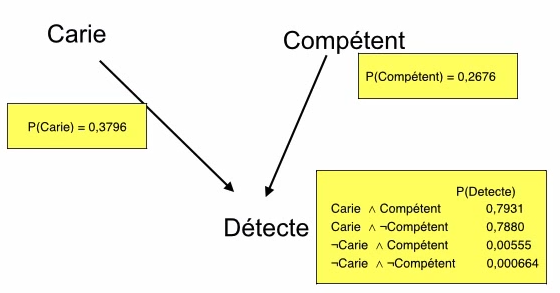 Carie
Compétent
P(Compétent) = 0,2676
P(Carie) = 0,3796
Détecte
P(Detecte)
Carie ∧ Compétent 0,7931
Carie ∧ ¬Compétent 0,7880
¬Carie ∧ Compétent 0,00555
¬Carie ∧ ¬Compétent 0,000664